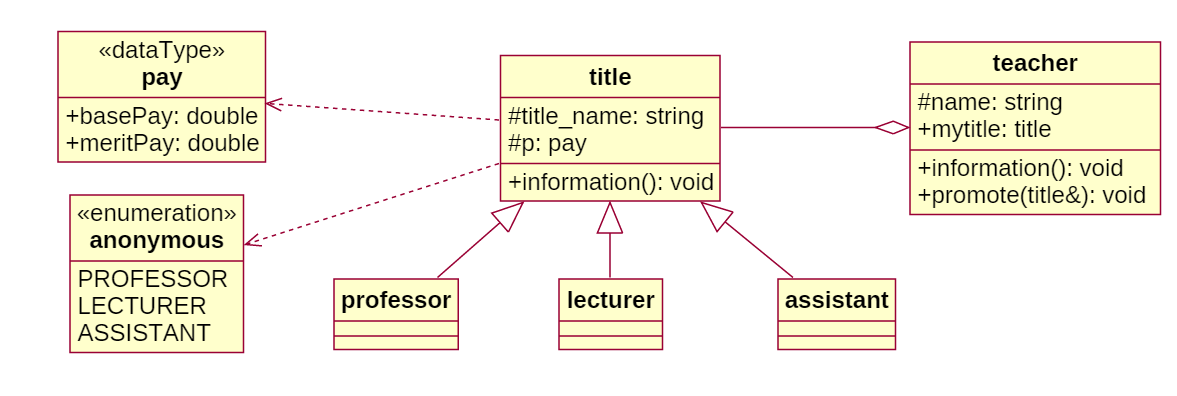 «dataType»
pay
+basePay: double
+meritPay: double
«enumeration»
anonymous
PROFESSOR
LECTURER
ASSISTANT
title
#title_name: string
#p: pay
+information(): void
teacher
#name: string
+mytitle: title
+information(): void
+promote(title&): void
professor
lecturer
assistant